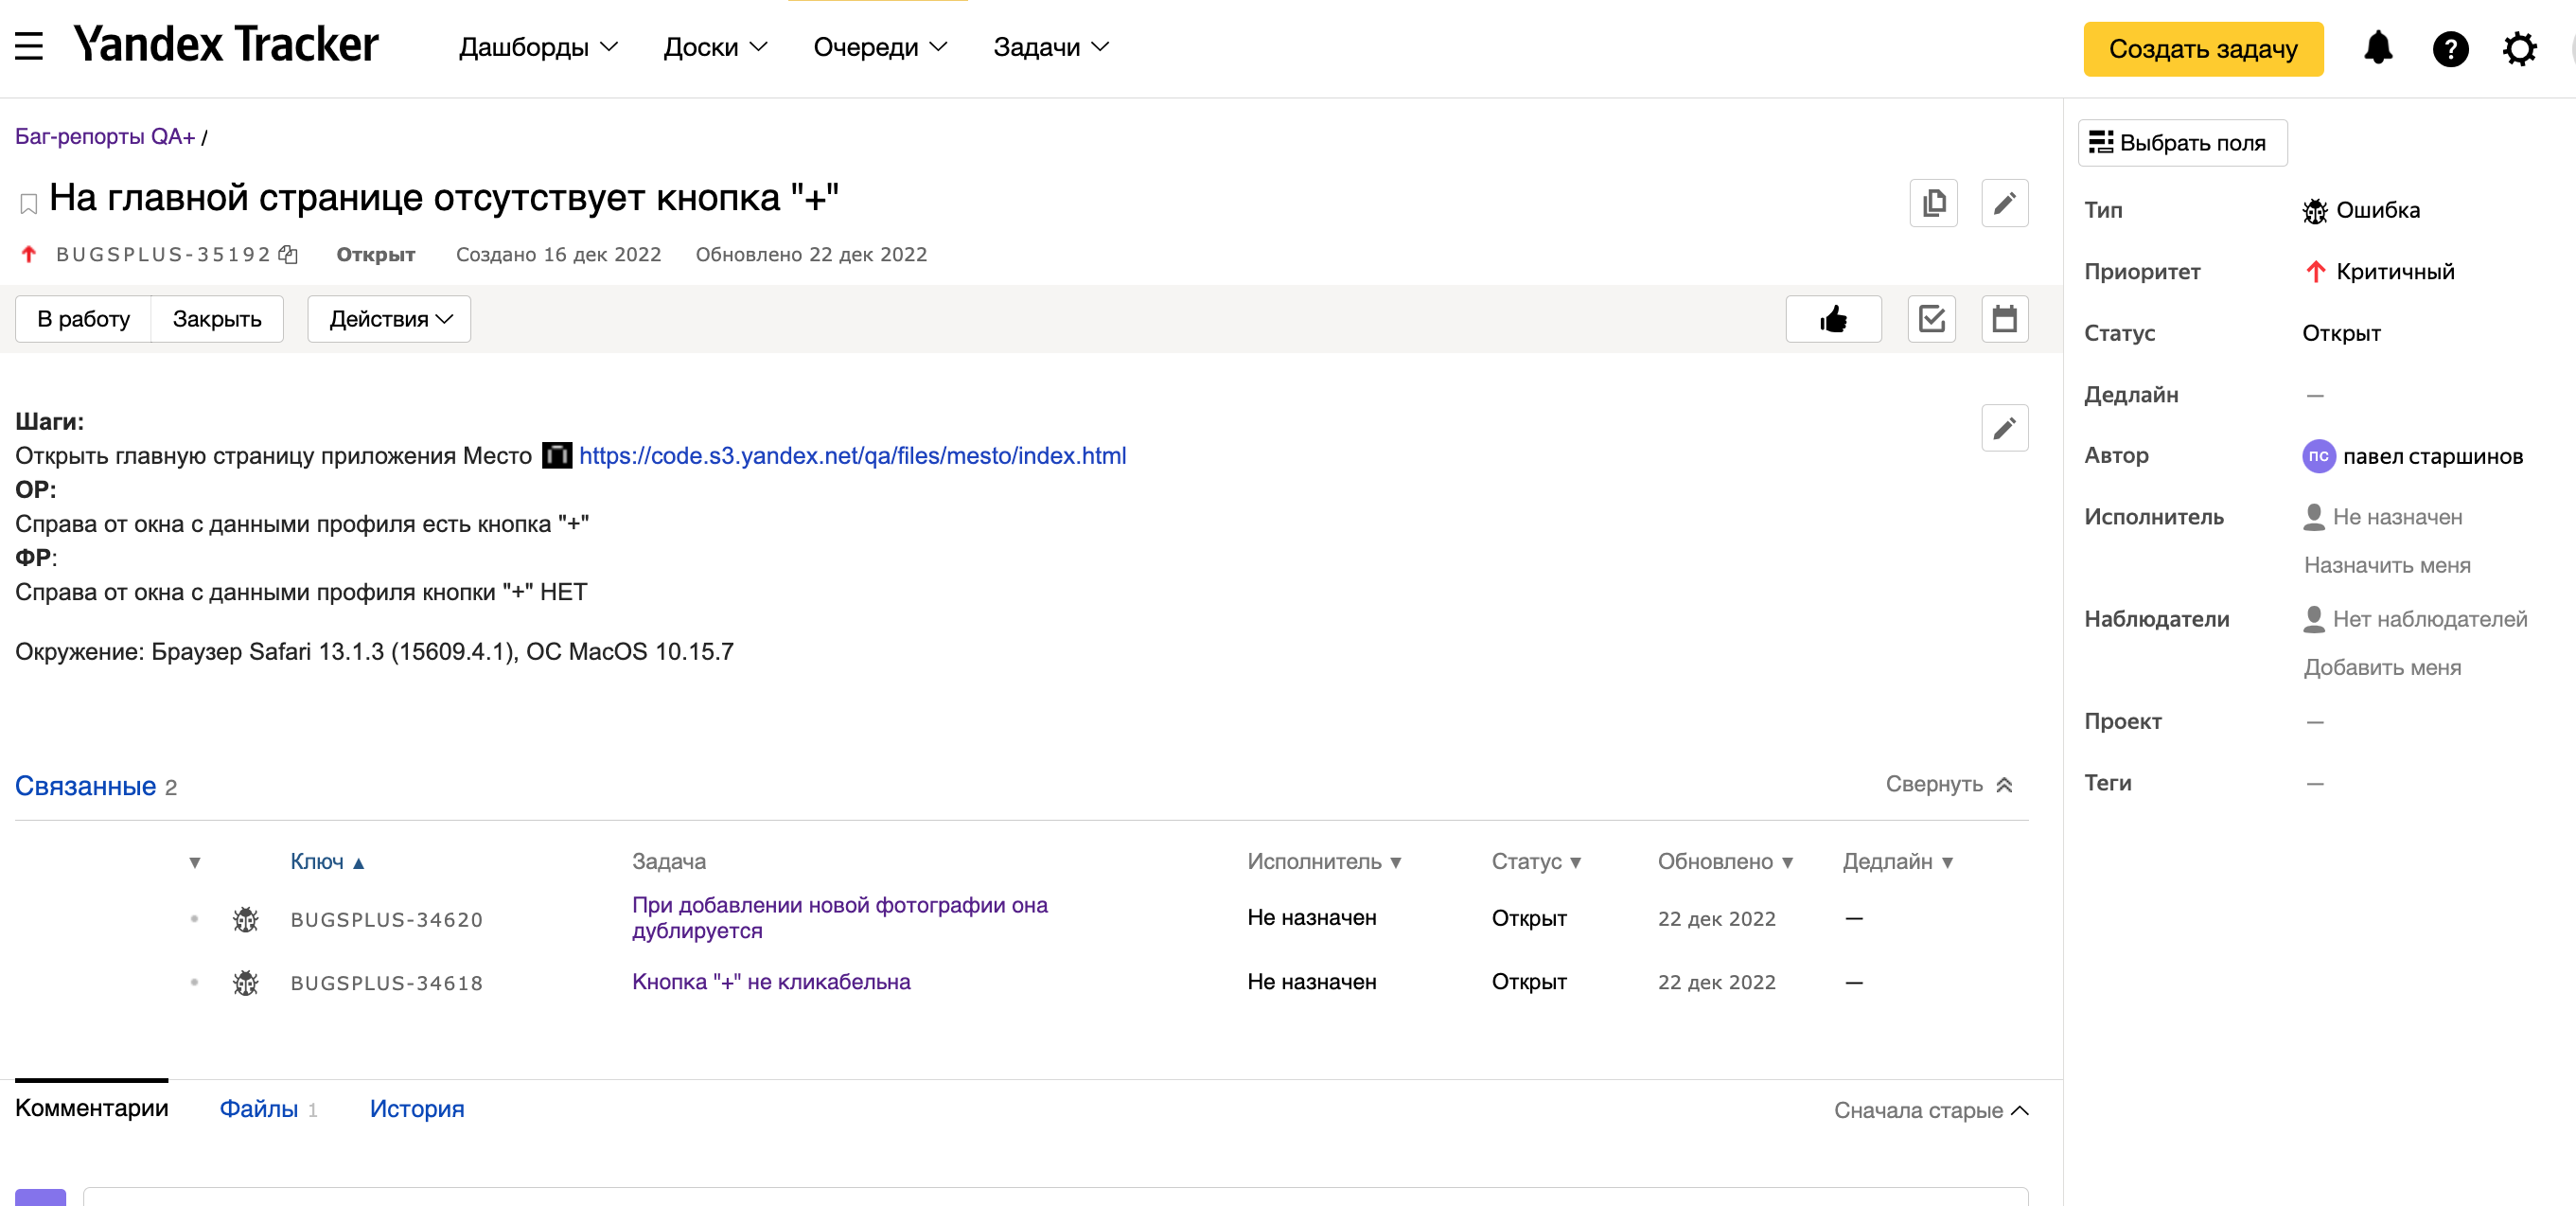 Yandex Tracker
Дашборды
Доски
Очереди
Задачи
Создать задачу
Баг-репорты QA+ /
На главной странице отсутствует кнопка "+"
BUGSPLUS-35192 Открыт Создано 16 дек 2022 Обновлено 22 дек 2022
В работу Закрыть Действия
Шаги:
Открыть главную страницу приложения Место https://code.s3.yandex.net/qa/files/mesto/index.html
ОР:
Справа от окна с данными профиля есть кнопка "+"
ФР:
Справа от окна с данными профиля кнопки "+" НЕТ
Окружение: Браузер Safari 13.1.3 (15609.4.1), ОС MacOS 10.15.7
Связанные 2 Свернуть
Ключ Задача Исполнитель Статус Обновлено Дедлайн
BUGSPLUS-34620 При добавлении новой фотографии она
дублируется Не назначен Открыт 22 дек 2022 —
BUGSPLUS-34618 Кнопка "+" не кликабельна Не назначен Открыт 22 дек 2022 —
Комментарии Файлы 1 История Сначала старые
Выбрать поля
Тип Ошибка
Приоритет Критичный
Статус Открыт
Дедлайн —
Автор ПС павел старшинов
Исполнитель Не назначен
Назначить меня
Наблюдатели Нет наблюдателей
Добавить меня
Проект —
Теги —